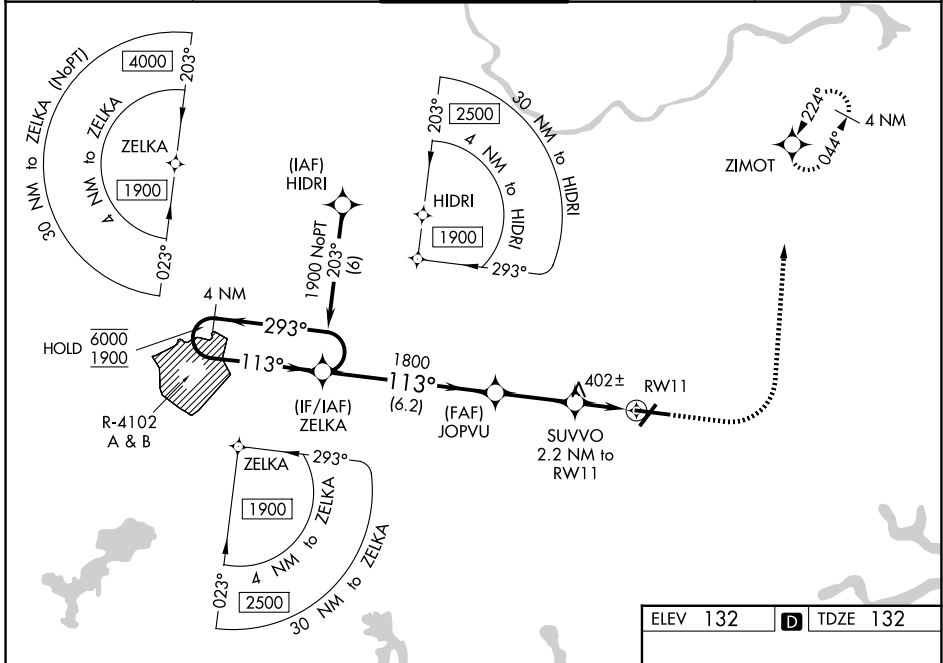 30 NM to ZELKA (NoPT)
4000
203°
4 NM to ZELKA
ZELKA
1900
023°
(IAF)
HIDRI
1900 NoPT
203°
(6)
203°
2500
30 NM to HIDRI
4 NM to HIDRI
HIDRI
1900
293°
224°
044°
4 NM
ZIMOT
4 NM
HOLD 6000
1900
293°
113°
R-4102
A & B
(IF/IAF)
ZELKA
1800
113°
(6.2)
(FAF)
JOPVU
402±
SUVVO
2.2 NM to
RW11
RW11
ZELKA
293°
1900
4 NM to ZELKA
023°
2500
30 NM to ZELKA
ELEV 132 D TDZE 132